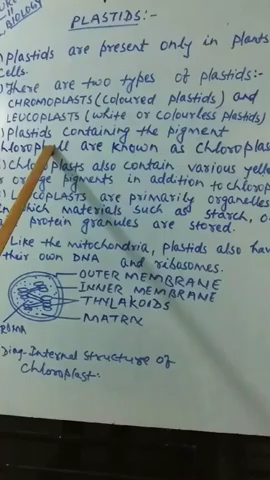 BIOLOGY
PLASTIDS:-
) Plastids are present only in plants
cells.
) There are two types of plastids:-
CHROMOPLASTS (Coloured plastids) and
LEUCOPLASTS (white or colourless plastids)
) Plastids containing the pigment
are known as chloroplas
) plasts also contain various yello
or orange pigments in addition to chlorop
) LEUCOPLASTS are primarily organelles
in which materials such as starch, o
protein granules are stored.
Like the mitochondria, plastids also hav
their own DNA and ribosomes.
OUTER MEMBRANE
INNER MEMBRANE
THYLAKOIDS
MATRIX
ROMA
Diag-Internal structure of
Chloroplast: